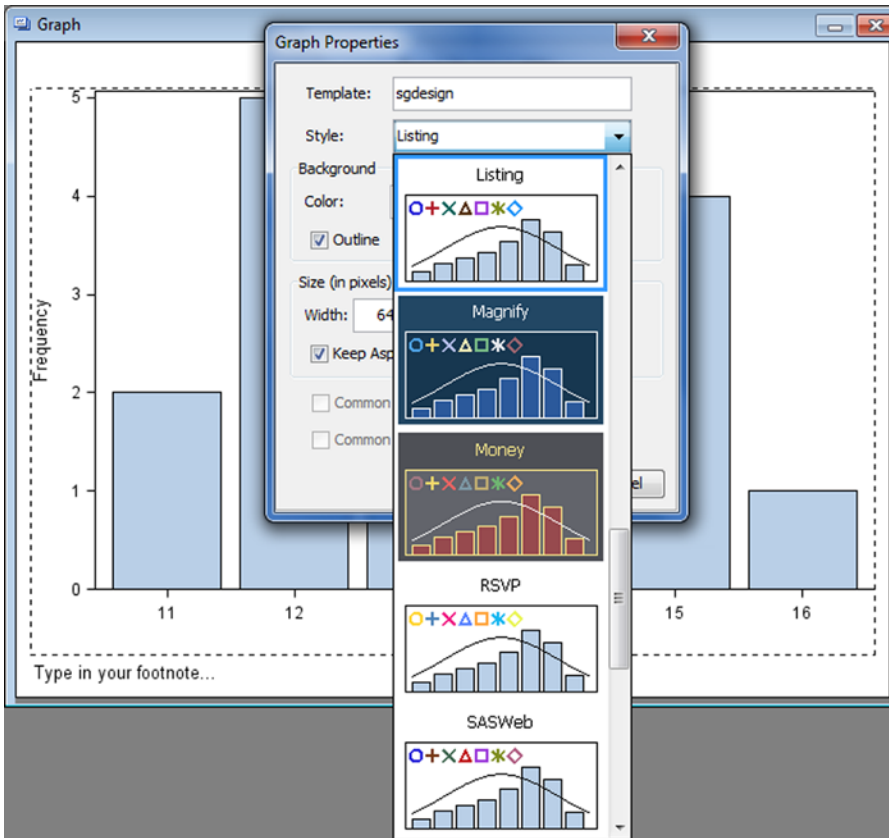 Graph
Graph Properties
Template: sgdesign
Style: Listing
Background
Color:
Outline
Size (in pixels)
Width: 64
Keep Asp
Common
Common
el
Listing
Magnify
Money
RSVP
SASWeb
Frequency
5
4
3
2
1
0
11
12
15
16
Type in your footnote...